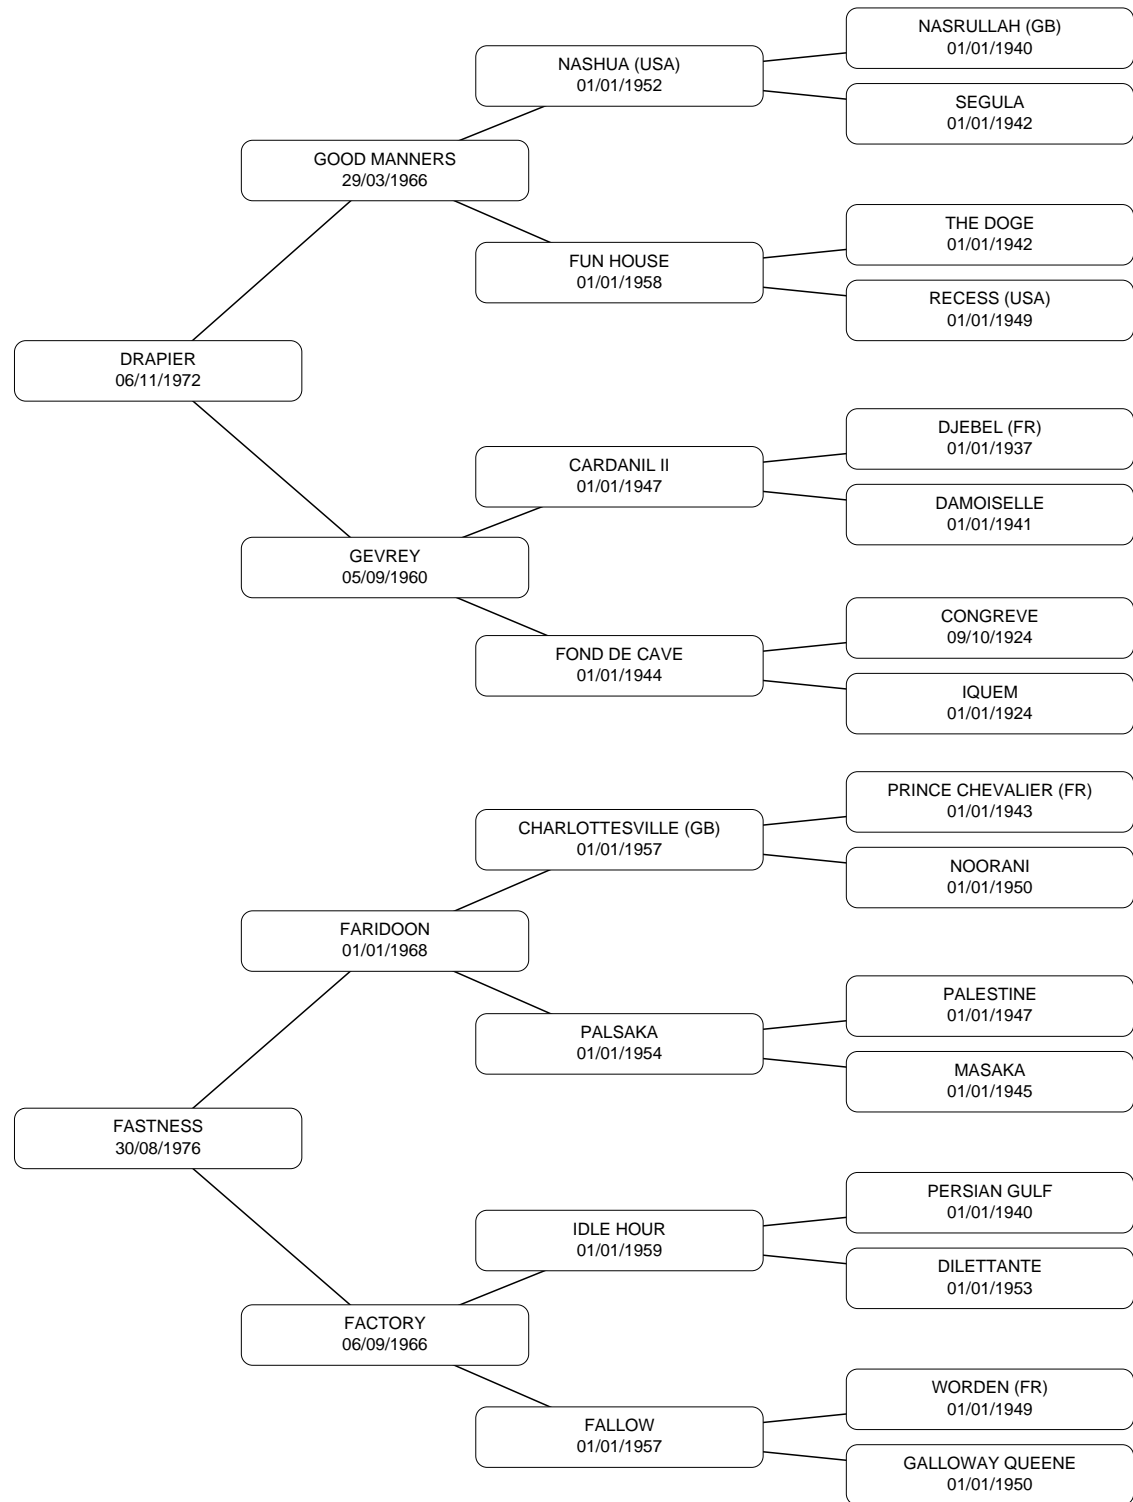 NASRULLAH (GB)
01/01/1940
NASHUA (USA)
01/01/1952
SEGULA
01/01/1942
GOOD MANNERS
29/03/1966
THE DOGE
01/01/1942
FUN HOUSE
01/01/1958
RECESS (USA)
01/01/1949
DRAPIER
06/11/1972
DJEBEL (FR)
01/01/1937
CARDANIL II
01/01/1947
DAMOISELLE
01/01/1941
GEVREY
05/09/1960
CONGREVE
09/10/1924
FOND DE CAVE
01/01/1944
IQUEM
01/01/1924
PRINCE CHEVALIER (FR)
01/01/1943
CHARLOTTESVILLE (GB)
01/01/1957
NOORANI
01/01/1950
FARIDOON
01/01/1968
PALESTINE
01/01/1947
PALSAKA
01/01/1954
MASAKA
01/01/1945
FASTNESS
30/08/1976
PERSIAN GULF
01/01/1940
IDLE HOUR
01/01/1959
DILETTANTE
01/01/1953
FACTORY
06/09/1966
WORDEN (FR)
01/01/1949
FALLOW
01/01/1957
GALLOWAY QUEENE
01/01/1950